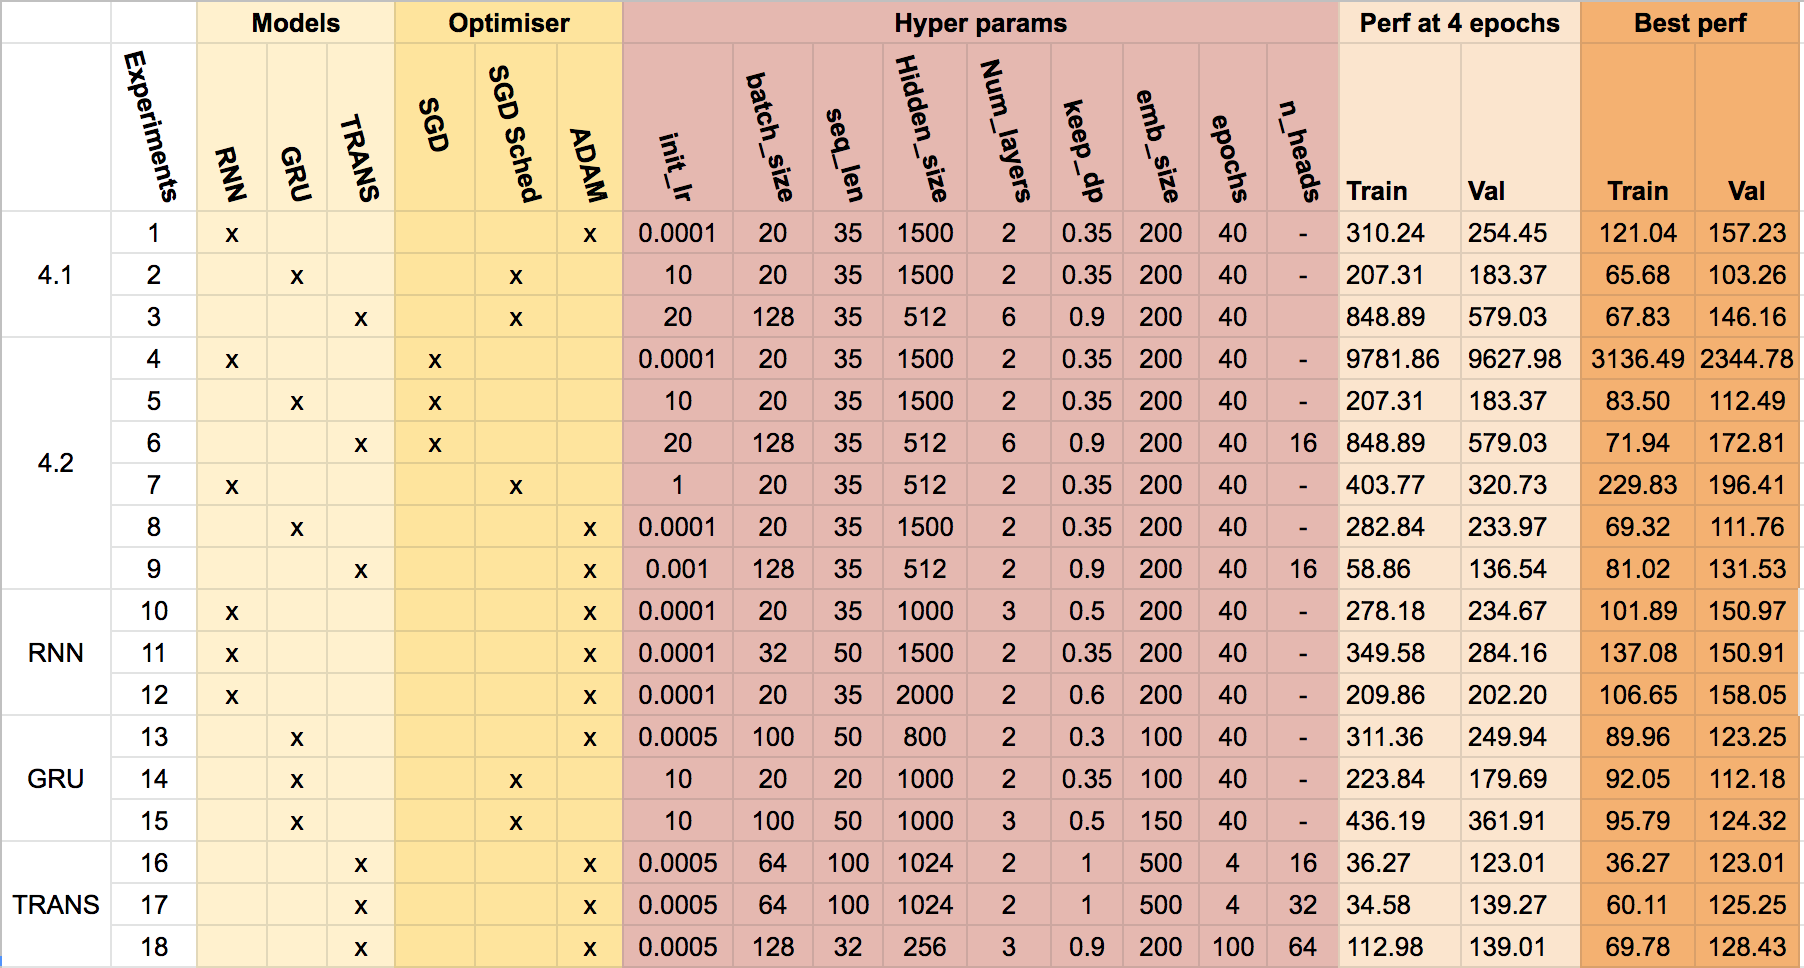 Models Optimiser Hyper params Perf at 4 epochs Best perf
Experiments RNN GRU TRANS SGD SGD Sched ADAM init_lr batch_size seq_len Hidden_size Num_layers keep_dp emb_size epochs n_heads Train Val Train Val
4.1
1 x x 0.0001 20 35 1500 2 0.35 200 40 - 310.24 254.45 121.04 157.23
2 x x 10 20 35 1500 2 0.35 200 40 - 207.31 183.37 65.68 103.26
3 x x 20 128 35 512 6 0.9 200 40 848.89 579.03 67.83 146.16
4.2
4 x x 0.0001 20 35 1500 2 0.35 200 40 - 9781.86 9627.98 3136.49 2344.78
5 x x 10 20 35 1500 2 0.35 200 40 - 207.31 183.37 83.50 112.49
6 x x 20 128 35 512 6 0.9 200 40 16 848.89 579.03 71.94 172.81
7 x x 1 20 35 512 2 0.35 200 40 - 403.77 320.73 229.83 196.41
8 x x 0.0001 20 35 1500 2 0.35 200 40 - 282.84 233.97 69.32 111.76
9 x x 0.001 128 35 512 2 0.9 200 40 16 58.86 136.54 81.02 131.53
RNN
10 x x 0.0001 20 35 1000 3 0.5 200 40 - 278.18 234.67 101.89 150.97
11 x x 0.0001 32 50 1500 2 0.35 200 40 - 349.58 284.16 137.08 150.91
12 x x 0.0001 20 35 2000 2 0.6 200 40 - 209.86 202.20 106.65 158.05
GRU
13 x x 0.0005 100 50 800 2 0.3 100 40 - 311.36 249.94 89.96 123.25
14 x x 10 20 20 1000 2 0.35 100 40 - 223.84 179.69 92.05 112.18
15 x x 10 100 50 1000 3 0.5 150 40 - 436.19 361.91 95.79 124.32
TRANS
16 x x 0.0005 64 100 1024 2 1 500 4 16 36.27 123.01 36.27 123.01
17 x x 0.0005 64 100 1024 2 1 500 4 32 34.58 139.27 60.11 125.25
18 x x 0.0005 128 32 256 3 0.9 200 100 64 112.98 139.01 69.78 128.43